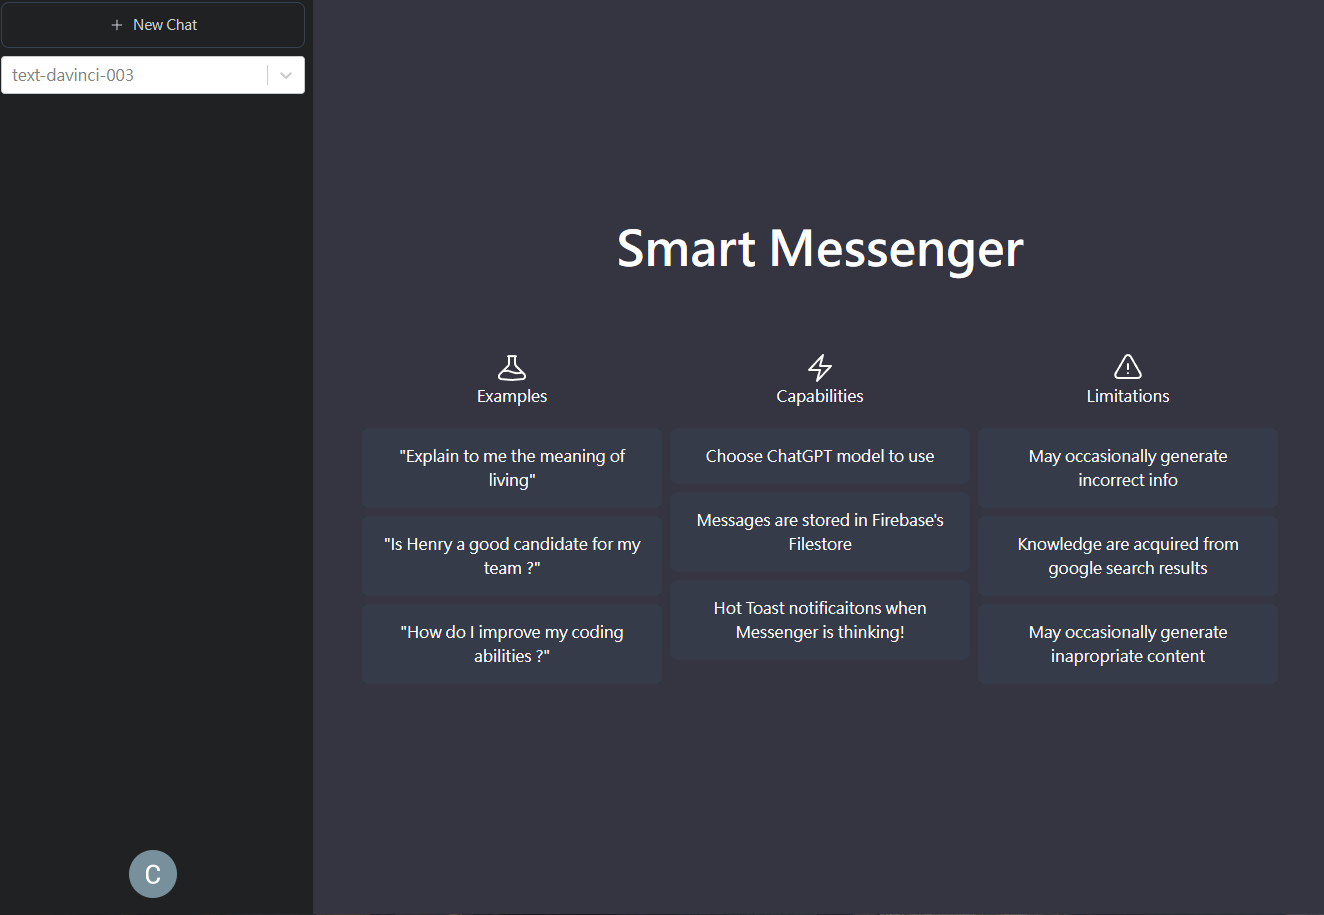 New Chat
text-davinci-003
Smart Messenger
Examples
"Explain to me the meaning of
living"
"Is Henry a good candidate for my
team ?"
"How do I improve my coding
abilities ?"
Capabilities
Choose ChatGPT model to use
Messages are stored in Firebase's
Filestore
Hot Toast notificaitons when
Messenger is thinking!
Limitations
May occasionally generate
incorrect info
Knowledge are acquired from
google search results
May occasionally generate
inapropriate content
C